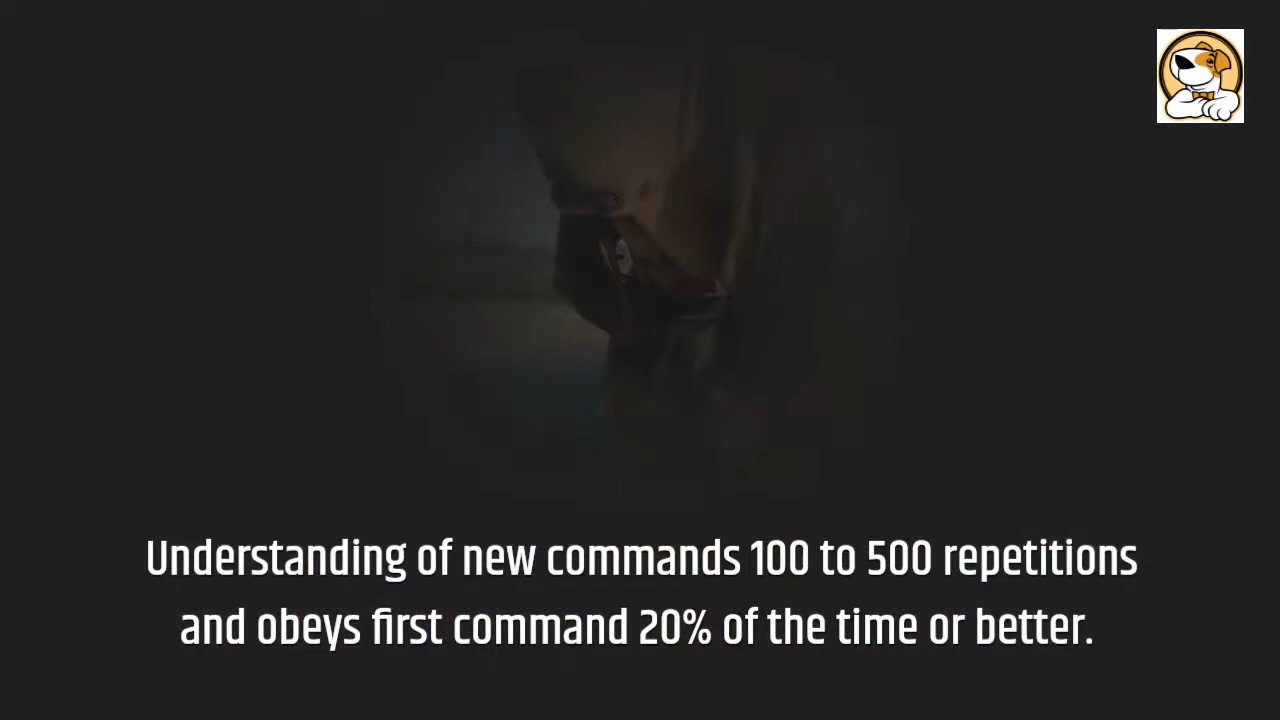 Understanding of new commands 100 to 500 repetitions
and obeys first command 20% of the time or better.